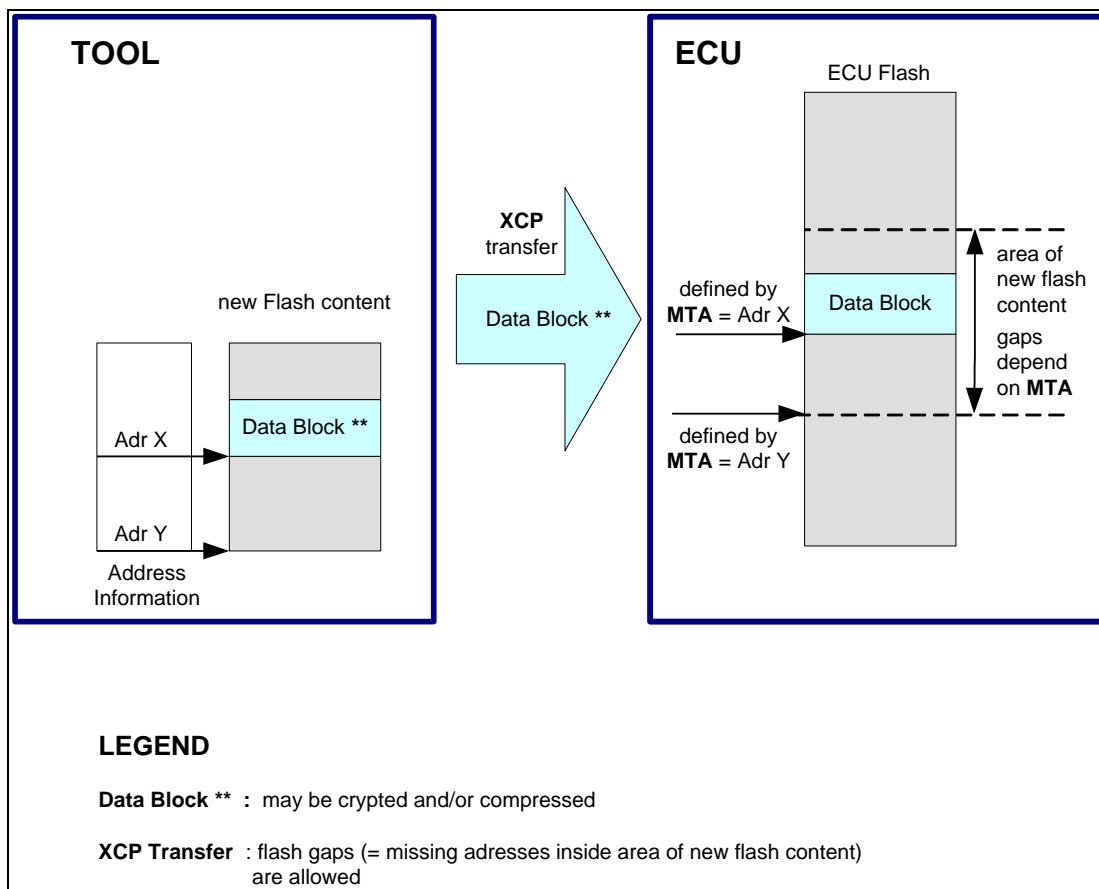 TOOL
new Flash content
Adr X
Data Block **
Adr Y
Address
Information
XCP
transfer
Data Block **
ECU
ECU Flash
defined by
MTA = Adr X
Data Block
defined by
MTA = Adr Y
area of
new flash
content
gaps
depend
on MTA
LEGEND
Data Block ** : may be crypted and/or compressed
XCP Transfer : flash gaps (= missing adresses inside area of new flash content)
are allowed